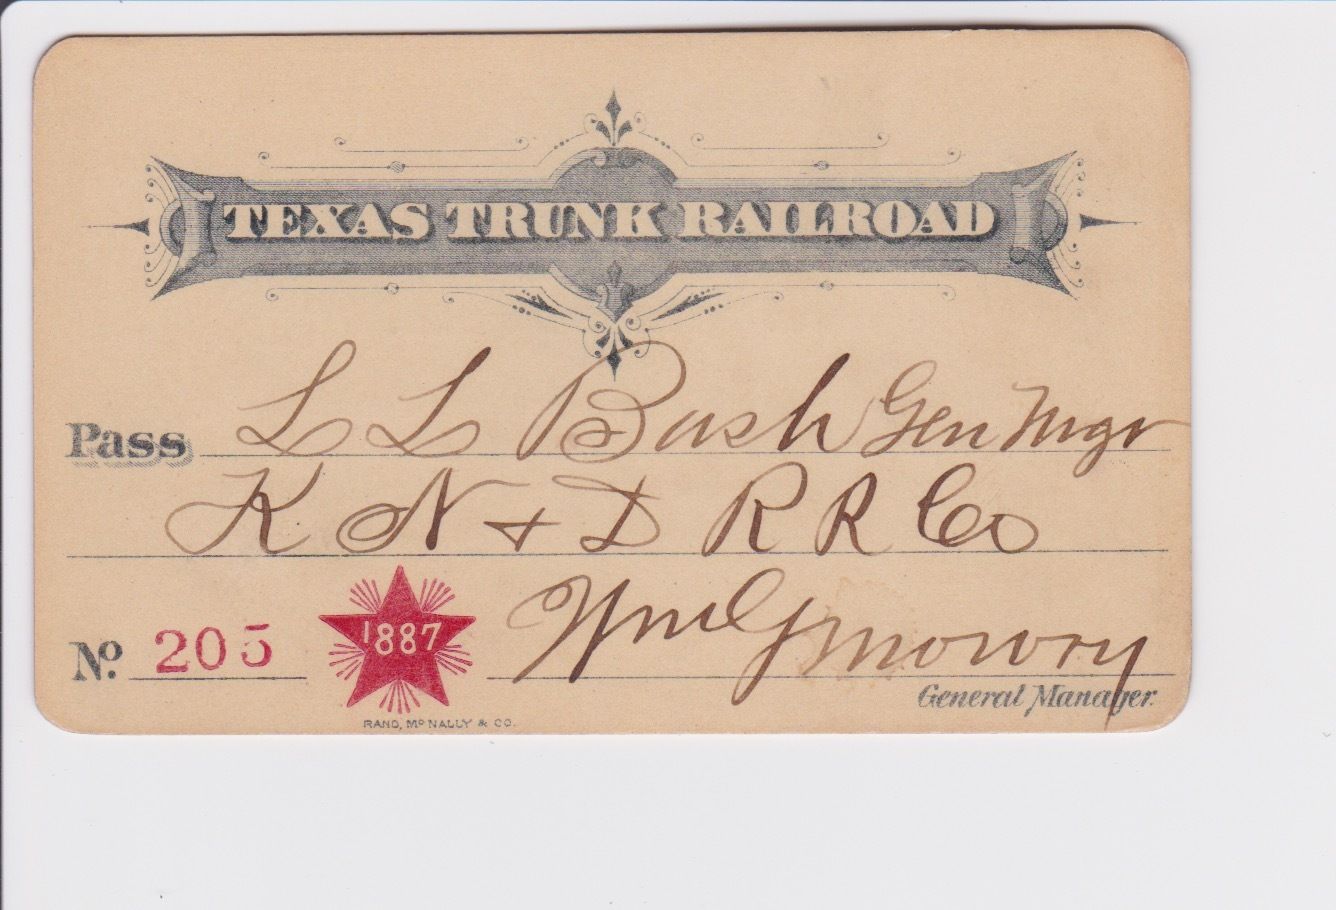 TEXAS TRUNK RAILROAD
Pass L L Bush Gen Mgr
K N & D R R Co
No. 205 1887 Wm G Mowry
General Manager.
RAND, McNALLY & CO.